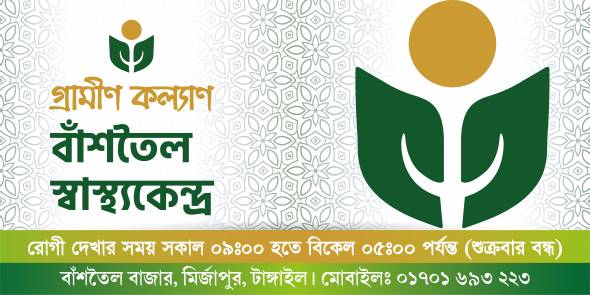 গ্রামীণ কল্যাণ
বাঁশতৈল
স্বাস্থ্যকেন্দ্র
রোগী দেখার সময় সকাল ০৯ঃ০০ হতে বিকেল ০৫ঃ০০ পর্যন্ত (শুক্রবার বন্ধ)
বাঁশতৈল বাজার, মির্জাপুর, টাঙ্গাইল। মোবাইলঃ ০১৭০১ ৬৯৩ ২২৩